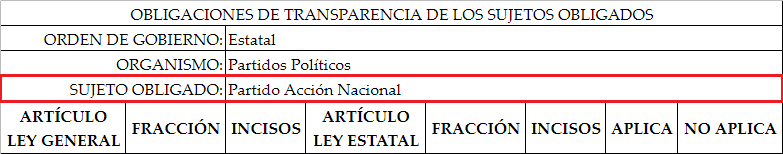 OBLIGACIONES DE TRANSPARENCIA DE LOS SUJETOS OBLIGADOS
ORDEN DE GOBIERNO: Estatal
ORGANISMO: Partidos Políticos
SUJETO OBLIGADO: Partido Acción Nacional
ARTÍCULO LEY GENERAL FRACCIÓN INCISOS ARTÍCULO LEY ESTATAL FRACCIÓN INCISOS APLICA NO APLICA